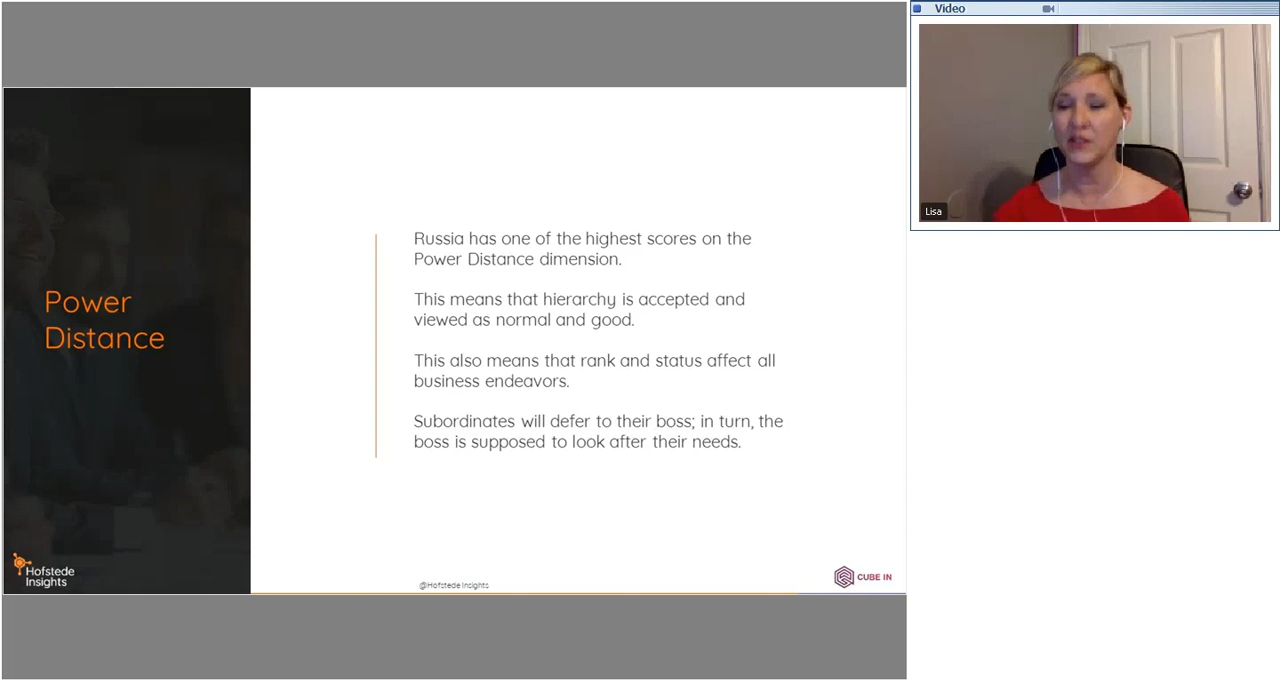 Video
Lisa
Power
Distance
Russia has one of the highest scores on the
Power Distance dimension.
This means that hierarchy is accepted and
viewed as normal and good.
This also means that rank and status affect all
business endeavors.
Subordinates will defer to their boss; in turn, the
boss is supposed to look after their needs.
Hofstede
Insights
@Hofstede Insights
CUBE IN